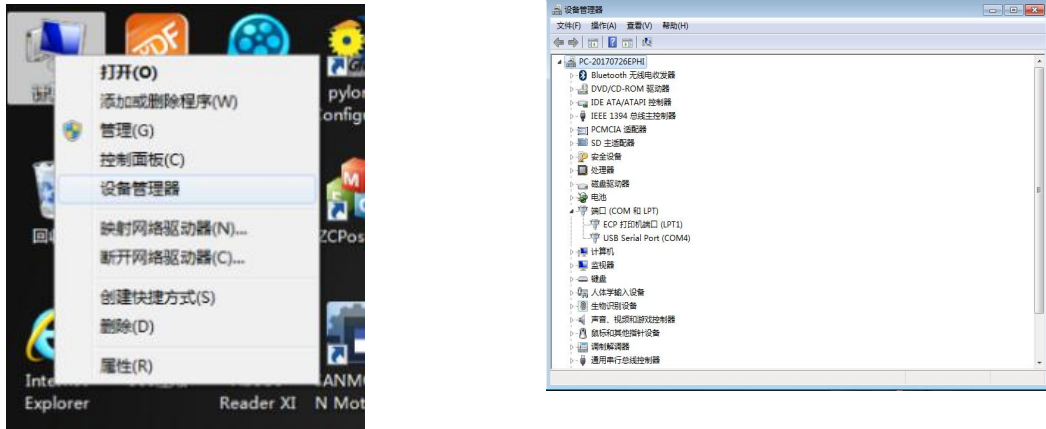 打开(O)
添加或删除程序(W)
管理(G)
控制面板(C)
设备管理器
映射网络驱动器(N)...
断开网络驱动器(C)...
创建快捷方式(S)
删除(D)
属性(R)
PDF
pylon
Config
ZCPos
Explorer
Reader XI
N Mot
设备管理器
文件(F) 操作(A) 查看(V) 帮助(H)
PC-20170726EPHI
Bluetooth 无线电收发器
DVD/CD-ROM 驱动器
IDE ATA/ATAPI 控制器
IEEE 1394 总线主控制器
PCMCIA 适配器
SD 主适配器
安全设备
处理器
磁盘驱动器
电池
端口 (COM 和 LPT)
ECP 打印机端口 (LPT1)
USB Serial Port (COM4)
计算机
监视器
键盘
人体学输入设备
生物识别设备
声音、视频和游戏控制器
鼠标和其他指针设备
调制解调器
通用串行总线控制器